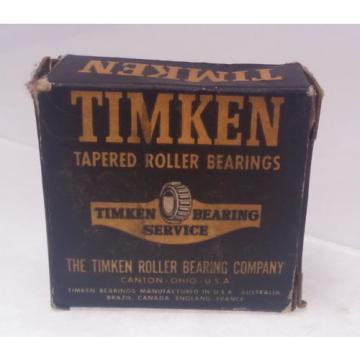 TIMKEN
TIMKEN
TAPERED ROLLER BEARINGS
TIMKEN BEARING
SERVICE
THE TIMKEN ROLLER BEARING COMPANY
CANTON·OHIO·U.S.A
TIMKEN BEARINGS MANUFACTURED IN U.S.A. AUSTRALIA
BRAZIL, CANADA, ENGLAND, FRANCE